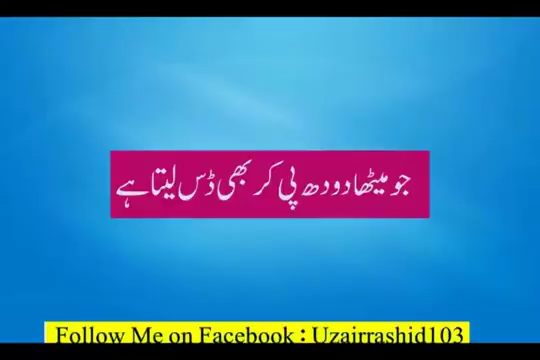 جو میٹھا دودھ پی کر بھی ڈس لیتا ہے
Follow Me on Facebook : Uzairrashid103